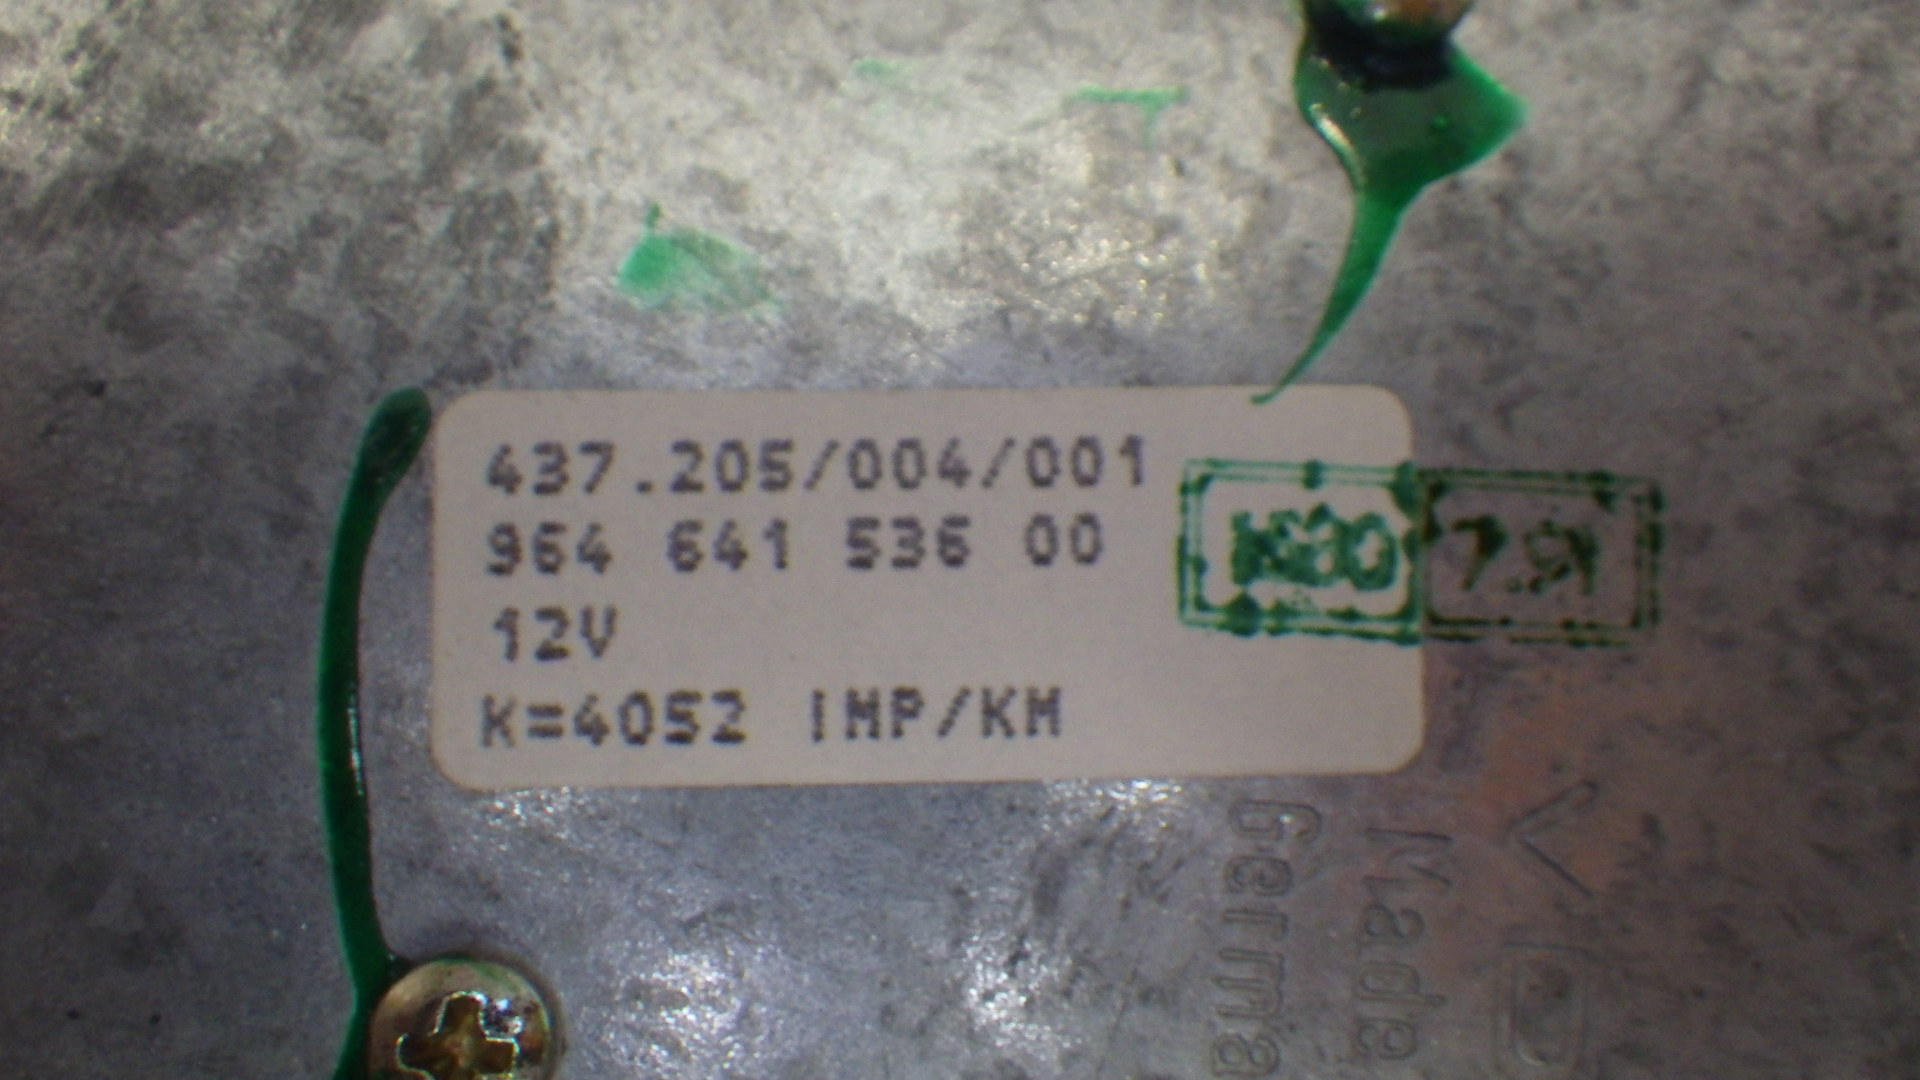 437.205/004/001
964 641 536 00
12V
K=4052 IMP/KM
Made
Germa